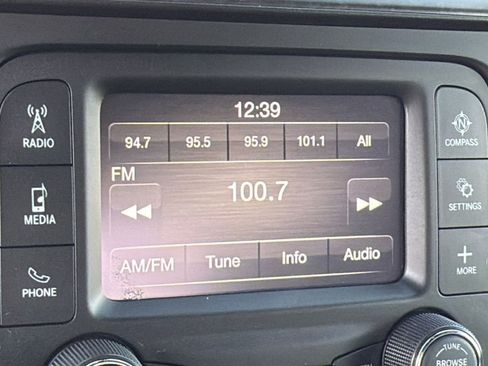 12:39
94.7 95.5 95.9 101.1 All
FM
100.7
AM/FM Tune Info Audio
RADIO
MEDIA
PHONE
COMPASS
SETTINGS
+
MORE
TUNE
BROWSE